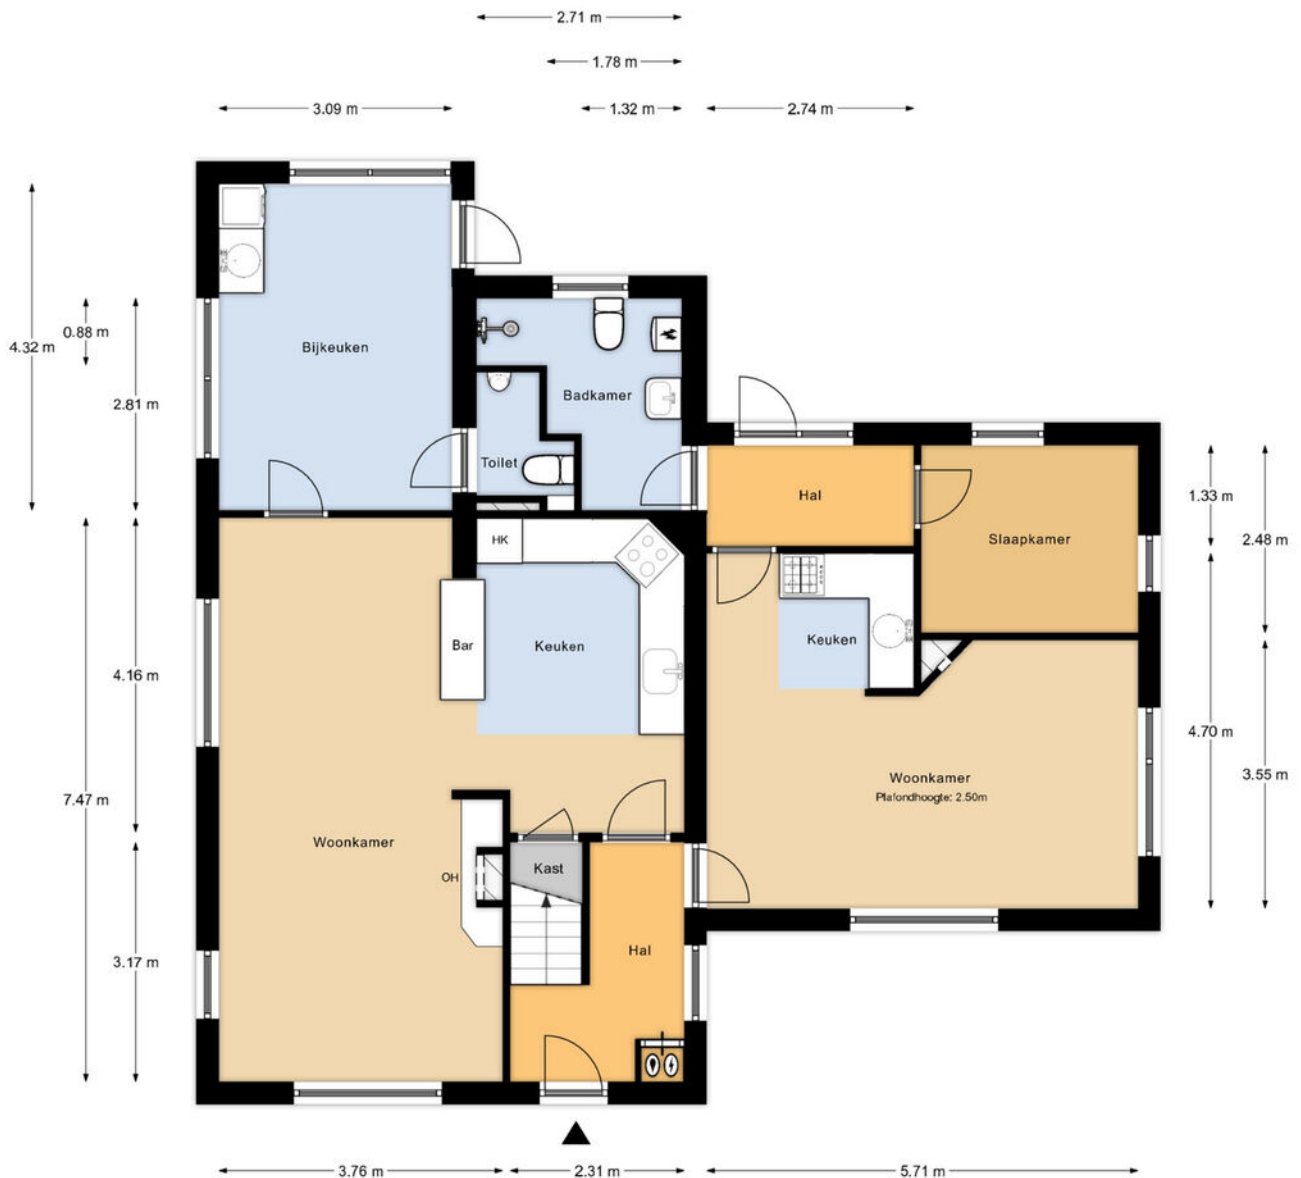 2.71 m
1.78 m
3.09 m
1.32 m
2.74 m
4.32 m
0.88 m
2.81 m
Bijkeuken
Badkamer
Toilet
Hal
1.33 m
2.48 m
Slaapkamer
HK
Bar
Keuken
Keuken
4.16 m
4.70 m
3.55 m
Woonkamer
Plafondhoogte: 2.50m
7.47 m
Woonkamer
OH
Kast
Hal
3.17 m
3.76 m
2.31 m
5.71 m